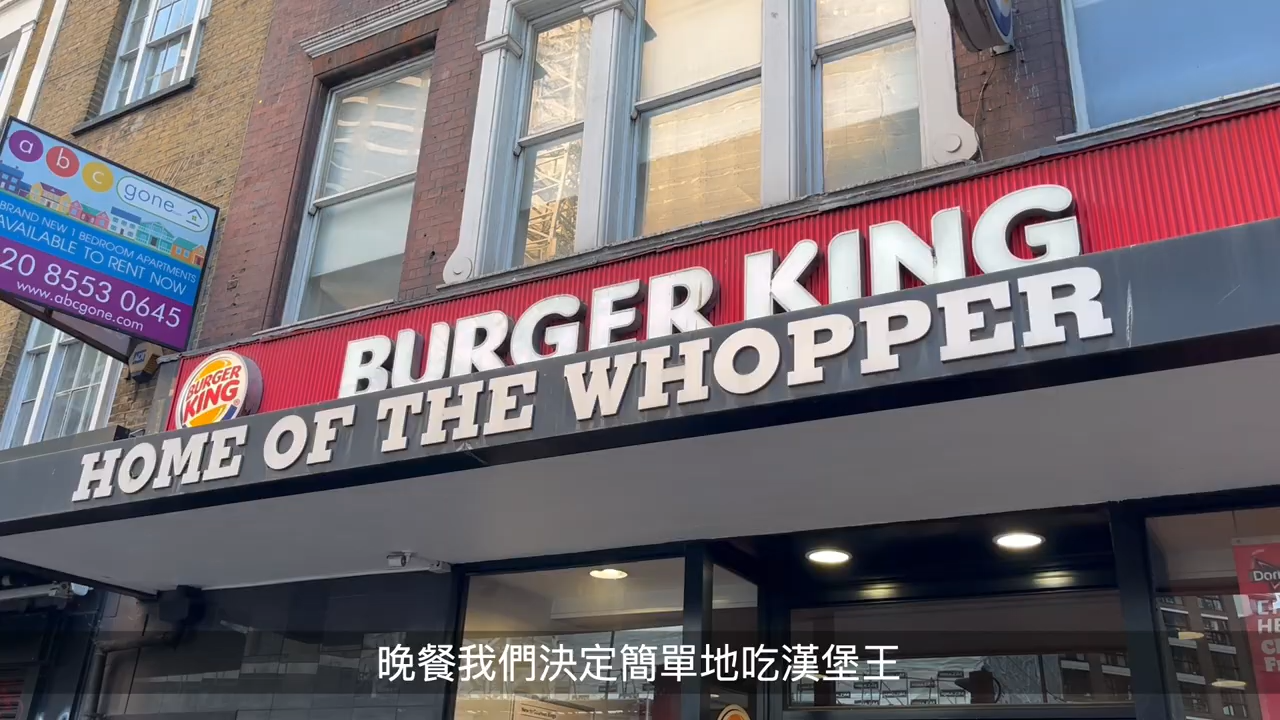 abc
gone
BRAND NEW 1 BEDROOM APARTMENTS
AVAILABLE TO RENT NOW
20 8553 0645
www.abcgone.com
BURGER KING
BURGER
KING
HOME OF THE WHOPPER
晚餐我們決定簡單地吃漢堡王